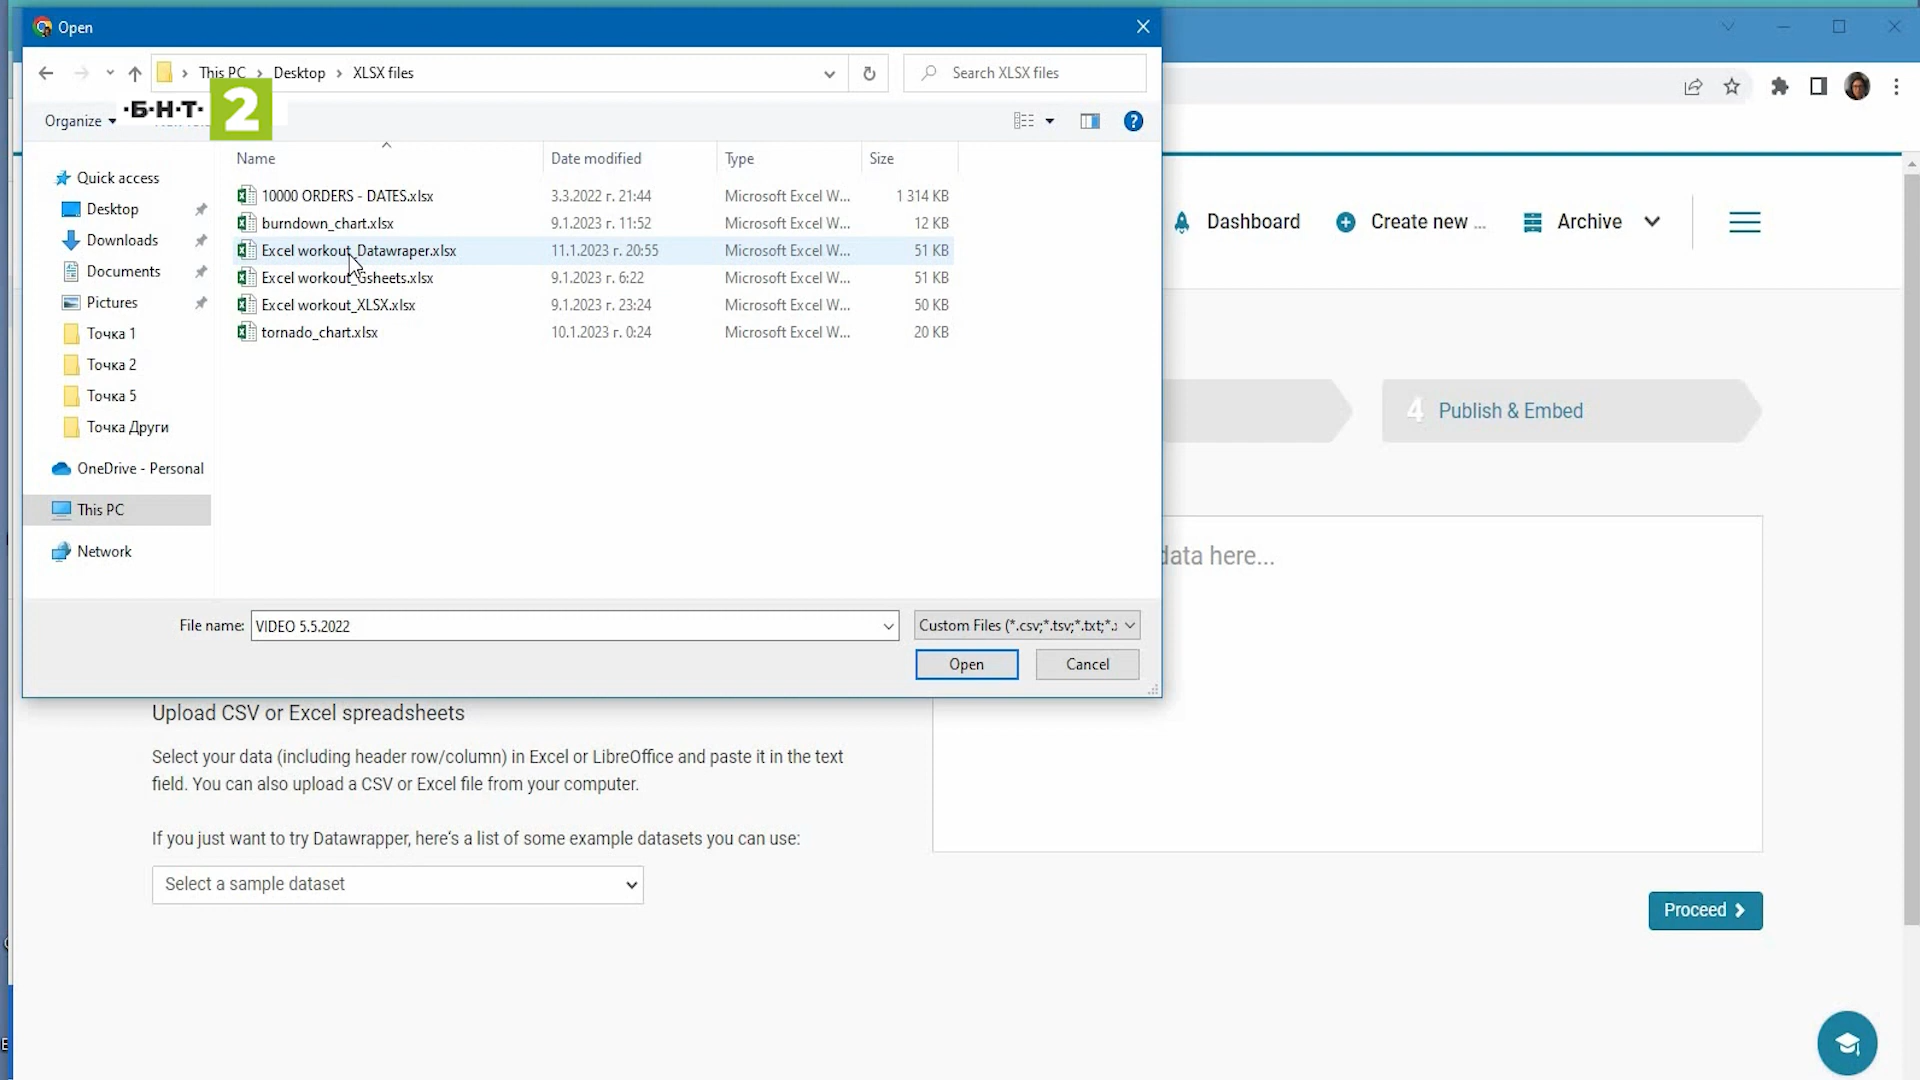 Open
This PC > Desktop > XLSX files
Search XLSX files
·Б·Н·Т· 2
Organize
Name Date modified Type Size
10000 ORDERS - DATES.xlsx 3.3.2022 г. 21:44 Microsoft Excel W... 1 314 KB
burndown_chart.xlsx 9.1.2023 г. 11:52 Microsoft Excel W... 12 KB
Excel workout_Datawraper.xlsx 11.1.2023 г. 20:55 Microsoft Excel W... 51 KB
Excel workout_Gsheets.xlsx 9.1.2023 г. 6:22 Microsoft Excel W... 51 KB
Excel workout_XLSX.xlsx 9.1.2023 г. 23:24 Microsoft Excel W... 50 KB
tornado_chart.xlsx 10.1.2023 г. 0:24 Microsoft Excel W... 20 KB
Quick access
Desktop
Downloads
Documents
Pictures
Точка 1
Точка 2
Точка 5
Точка Други
OneDrive - Personal
This PC
Network
File name: VIDEO 5.5.2022
Custom Files (*.csv;*.tsv;*.txt;*.
Open Cancel
Dashboard Create new ... Archive
4 Publish & Embed
data here...
Upload CSV or Excel spreadsheets
Select your data (including header row/column) in Excel or LibreOffice and paste it in the text
field. You can also upload a CSV or Excel file from your computer.
If you just want to try Datawrapper, here's a list of some example datasets you can use:
Select a sample dataset
Proceed